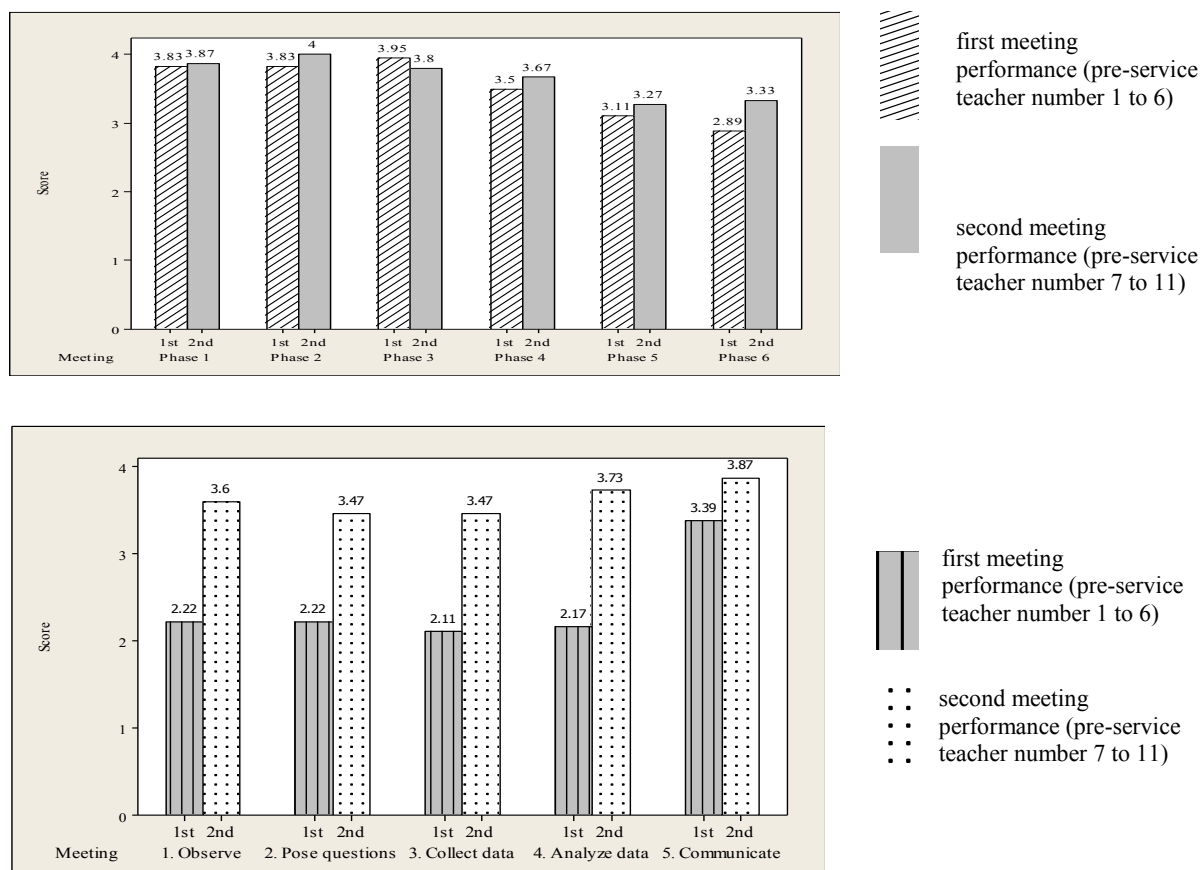 3.83 3.87 3.83 4 3.95 3.8 3.5 3.67 3.11 3.27 2.89 3.33
4
3
2
1
0
Score
1st 2nd 1st 2nd 1st 2nd 1st 2nd 1st 2nd 1st 2nd
Meeting Phase 1 Phase 2 Phase 3 Phase 4 Phase 5 Phase 6
first meeting
performance (pre-service
teacher number 1 to 6)
second meeting
performance (pre-service
teacher number 7 to 11)
2.22 3.6 2.22 3.47 2.11 3.47 2.17 3.73 3.39 3.87
4
3
2
1
0
Score
1st 2nd 1st 2nd 1st 2nd 1st 2nd 1st 2nd
Meeting 1. Observe 2. Pose questions 3. Collect data 4. Analyze data 5. Communicate
first meeting
performance (pre-service
teacher number 1 to 6)
second meeting
performance (pre-service
teacher number 7 to 11)